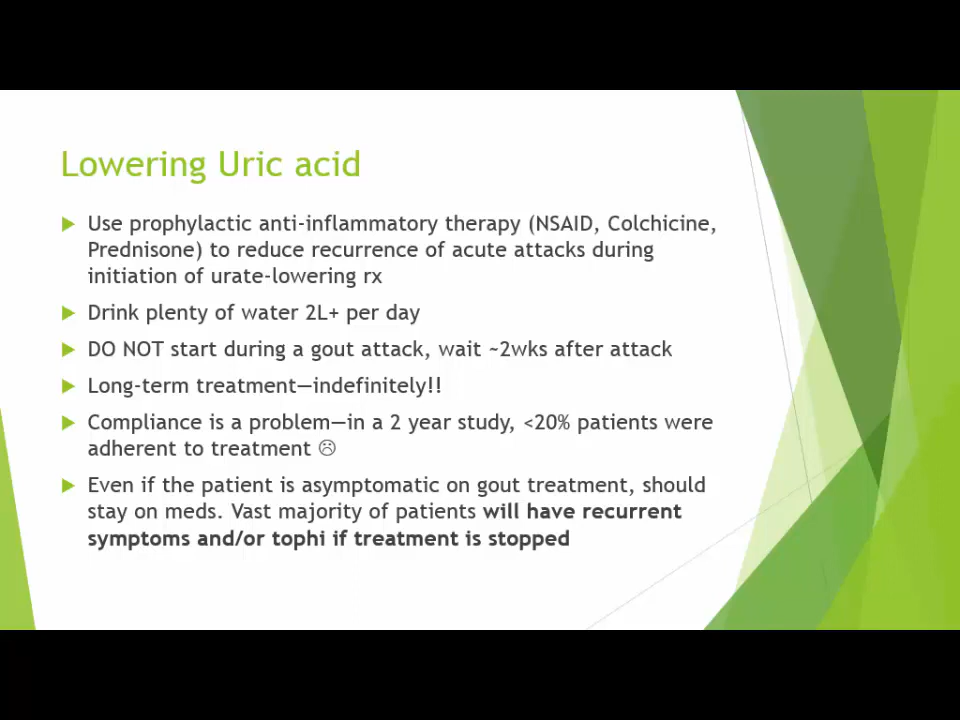 Lowering Uric acid
Use prophylactic anti-inflammatory therapy (NSAID, Colchicine,
Prednisone) to reduce recurrence of acute attacks during
initiation of urate-lowering rx
Drink plenty of water 2L+ per day
DO NOT start during a gout attack, wait ~2wks after attack
Long-term treatment—indefinitely!!
Compliance is a problem—in a 2 year study, <20% patients were
adherent to treatment ☹
Even if the patient is asymptomatic on gout treatment, should
stay on meds. Vast majority of patients will have recurrent
symptoms and/or tophi if treatment is stopped